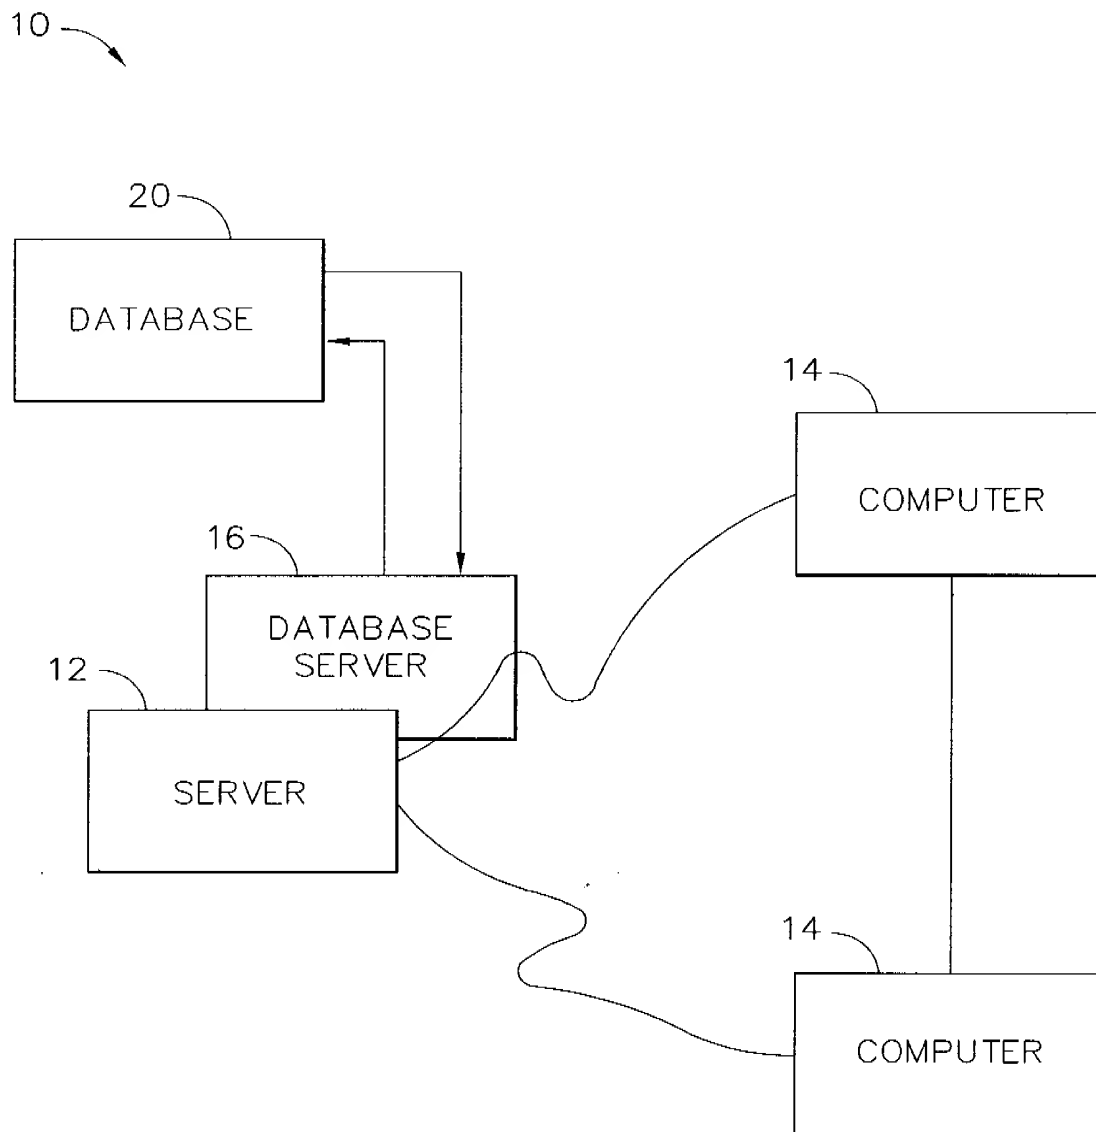 10
20
DATABASE
14
COMPUTER
16
DATABASE
SERVER
12
SERVER
14
COMPUTER